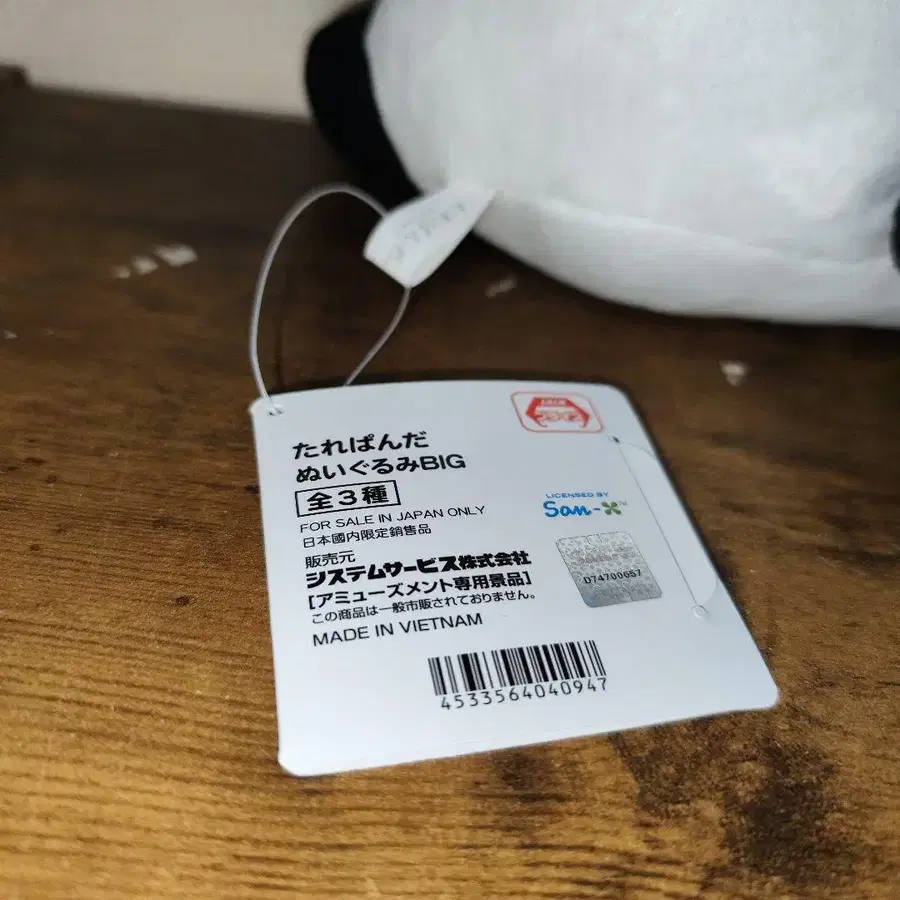 たれぱんだ
ぬいぐるみBIG
全3種
FOR SALE IN JAPAN ONLY
日本國内限定銷售品
販売元
システムサービス株式会社
[アミューズメント専用景品]
この商品は一般市販されておりません。
MADE IN VIETNAM
LICENSED BY
San-X™
D74700657
4533564040947